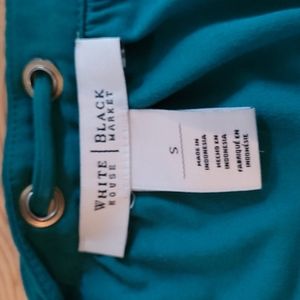 WHITE | BLACK
HOUSE | MARKET
S
MADE IN
INDONESIA
HECHO EN
INDONESIA
FABRIQUÉ EN
INDONÉSIE